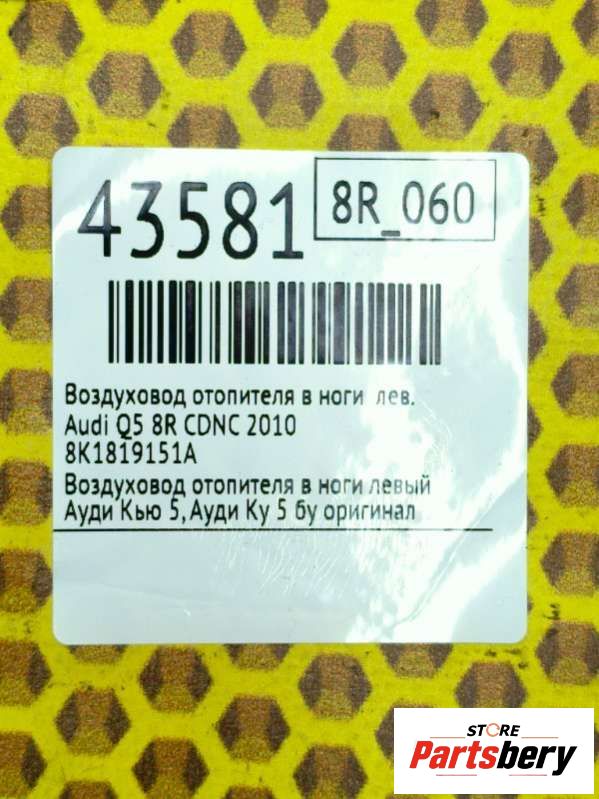 43581
8R_060
Воздуховод отопителя в ноги лев.
Audi Q5 8R CDNC 2010
8K1819151A
Воздуховод отопителя в ноги левый
Ауди Кью 5, Ауди Ку 5 бу оригинал
STORE
Partsbery